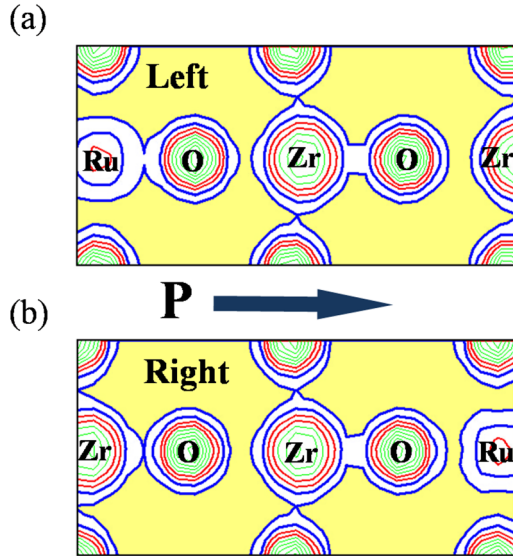 (a)
Left
Ru O Zr O Zr
P
(b)
Right
Zr O Zr O Ru